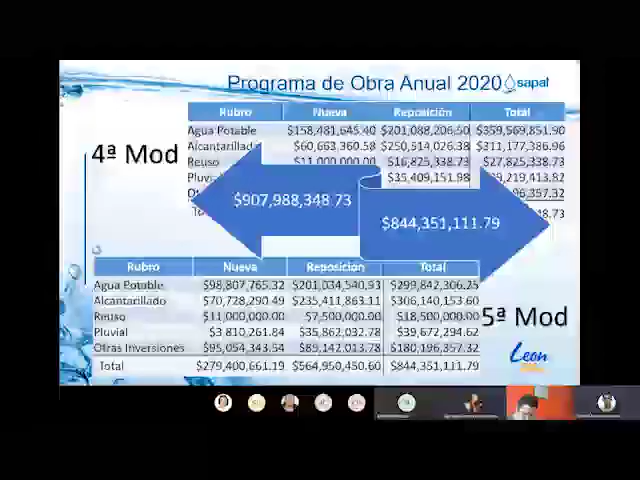 Programa de Obra Anual 2020 sapal
Rubro Nueva Reposición Total
4ª Mod
Agua Potable $158,481,645.40 $201,088,206.50 $359,569,851.90
Alcantarillado $60,663,360.58 $250,514,026.38 $311,177,386.96
Reuso $11,000,000.00 $16,825,338.73 $27,825,338.73
$35,409,151.98
$907,988,348.73
$844,351,111.79
Rubro Nueva Reposición Total
Agua Potable $98,807,765.32 $201,034,540.93 $299,842,306.25
Alcantarillado $70,728,290.49 $235,411,863.11 $306,140,153.60
Reuso $11,000,000.00 $7,500,000.00 $18,500,000.00
5ª Mod
Pluvial $3,810,261.84 $35,862,032.78 $39,672,294.62
Otras Inversiones $95,054,343.54 $85,142,013.78 $180,196,357.32
Total $279,400,661.19 $564,950,450.60 $844,351,111.79
León